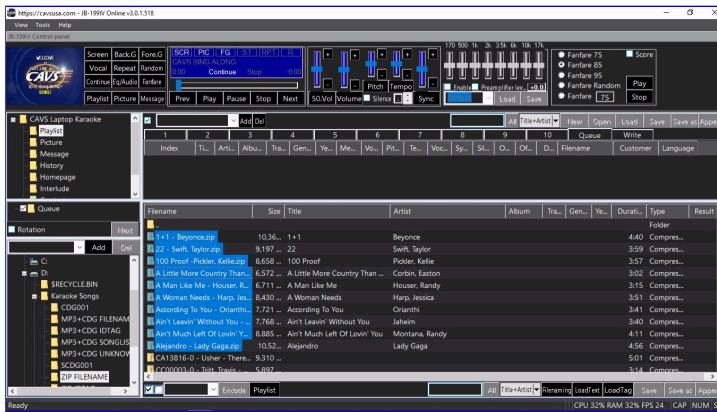 https://cavsusa.com - JB-199IV Online v3.0.1.518
View Tools Help
JB-199IV Control panel
WELCOME
CAVS
Screen Back.G Fore.G
Vocal Repeat Random
Continue Eq/Audio Fanfare
Playlist Picture Message
SCR PIC FG ST RPT R
CAVS SING ALONG
0:00 Continue Stop -0:00
Prev Play Pause Stop Next
50.Vol Volume Silence Pitch Tempo Sync
170 500 1k 2k 3.5k 6k 10k 17k
Enable Preamplifier lev.. +0.0
Load Save
Fanfare 75 Score
Fanfare 85
Fanfare 95
Fanfare Random Play
Fanfare 75 Stop
CAVS Laptop Karaoke
Playlist
Picture
Message
History
Homepage
Interlude
Add Del All Title+Artist New Open Load Save Save as Appe
1 2 3 4 5 6 7 8 9 10 Queue Write
Index Ti... Arti... Albu... Tra... Gen... Ye... Me... Vo... Pit... Te... Voc... Sy... Sil... O... Of... D... Filename Customer Language
Queue
Rotation Next
Add Del
C:
D:
$RECYCLE.BIN
Karaoke Songs
CDG001
MP3+CDG FILENAM
MP3+CDG IDTAG
MP3+CDG SONGLIS
MP3+CDG UNKNOW
SCDG001
ZIP FILENAME
Filename Size Title Artist Album Tra... Gen... Ye... Durati... Type Result
.. Folder
1+1 - Beyonce.zip 10,36... 1+1 Beyonce 4:40 Compres...
22 - Swift, Taylor.zip 9,197 ... 22 Swift, Taylor 3:59 Compres...
100 Proof -Pickler, Kellie.zip 8,658 ... 100 Proof Pickler, Kellie 3:57 Compres...
A Little More Country Than... 6,572 ... A Little More Country Than ... Corbin, Easton 3:02 Compres...
A Man Like Me - Houser, R... 6,711 ... A Man Like Me Houser, Randy 3:15 Compres...
A Woman Needs - Harp, Jes... 8,430 ... A Woman Needs Harp, Jessica 3:51 Compres...
According To You - Orianthi... 7,721 ... According To You Orianthi 3:41 Compres...
Ain't Leavin' Without You - ... 7,768 ... Ain't Leavin' Without You Jaheim 3:40 Compres...
Ain't Much Left Of Lovin' Y... 8,885 ... Ain't Much Left Of Lovin' You Montana, Randy 4:11 Compres...
Alejandro - Lady Gaga.zip 10,52... Alejandro Lady Gaga 4:56 Compres...
CA13816-0 - Usher - There... 9,310 ... 5:01 Compres...
CC00003-0 - Tritt, Travis - ... 5,897 ... 3:14 Compres...
Encode Playlist All Title+Artist Filenaming LoadText LoadTag Save Save as Appe
Ready CPU 32% RAM 32% FPS 24 CAP NUM S